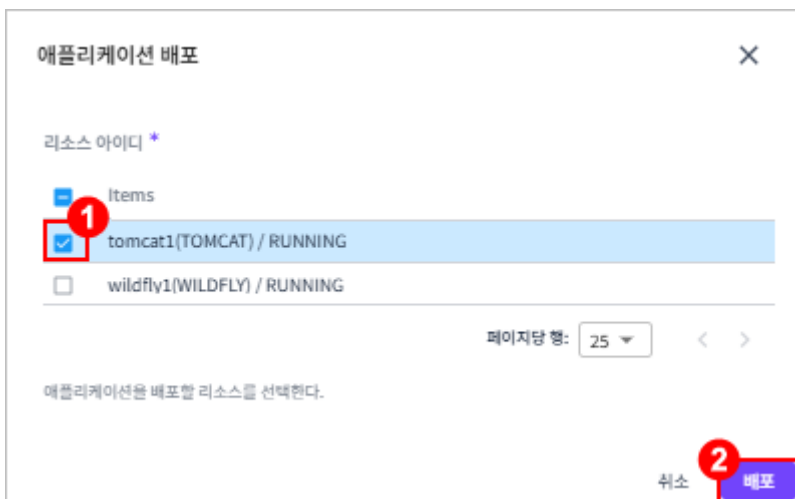 애플리케이션 배포
리소스 아이디 *
Items
1
tomcat1(TOMCAT) / RUNNING
wildfly1(WILDFLY) / RUNNING
페이지당 행: 25
애플리케이션을 배포할 리소스를 선택한다.
2
취소 배포